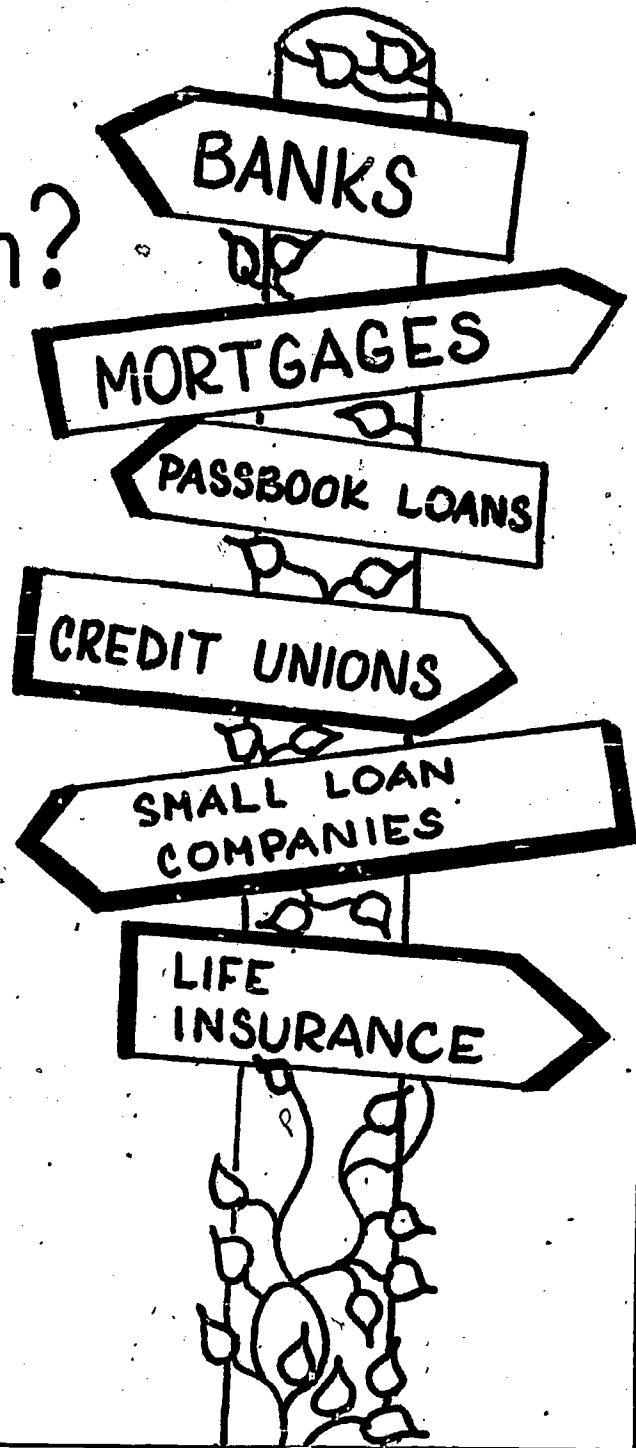 BANKS
MORTGAGES
PASSBOOK LOANS
CREDIT UNIONS
SMALL LOAN
COMPANIES
LIFE
INSURANCE